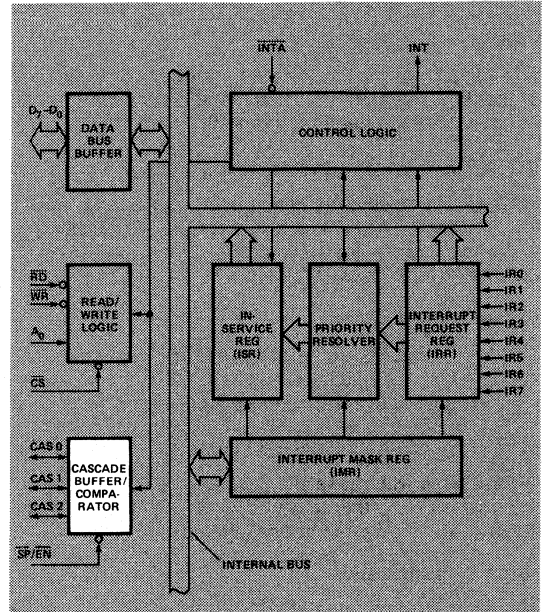 INTA
INT
D7-D0
DATA
BUS
BUFFER
CONTROL LOGIC
RD
WR
A0
CS
READ/
WRITE
LOGIC
IN-
SERVICE
REG
(ISR)
PRIORITY
RESOLVER
INTERRUPT
REQUEST
REG
(IRR)
IR0
IR1
IR2
IR3
IR4
IR5
IR6
IR7
CAS 0
CAS 1
CAS 2
CASCADE
BUFFER/
COMPA-
RATOR
SP/EN
INTERRUPT MASK REG
(IMR)
INTERNAL BUS